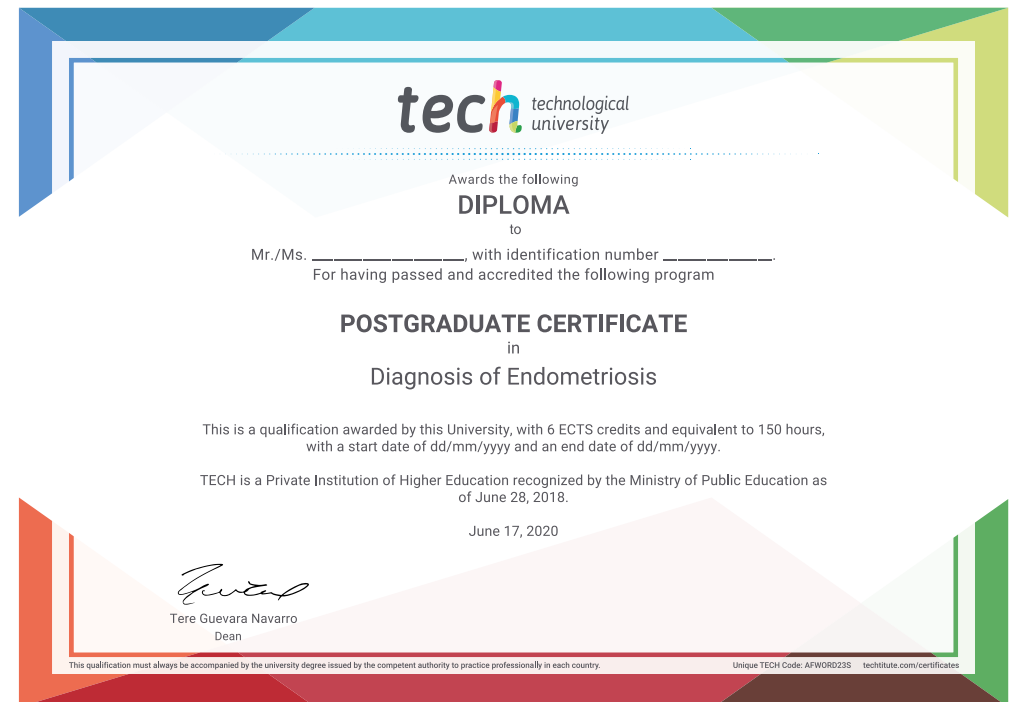 tech technological
university
Awards the following
DIPLOMA
to
Mr./Ms. __________________, with identification number _____________.
For having passed and accredited the following program
POSTGRADUATE CERTIFICATE
in
Diagnosis of Endometriosis
This is a qualification awarded by this University, with 6 ECTS credits and equivalent to 150 hours,
with a start date of dd/mm/yyyy and an end date of dd/mm/yyyy.
TECH is a Private Institution of Higher Education recognized by the Ministry of Public Education as
of June 28, 2018.
June 17, 2020
Tere Guevara Navarro
Dean
This qualification must always be accompanied by the university degree issued by the competent authority to practice professionally in each country.
Unique TECH Code: AFWORD23S techtitute.com/certificates